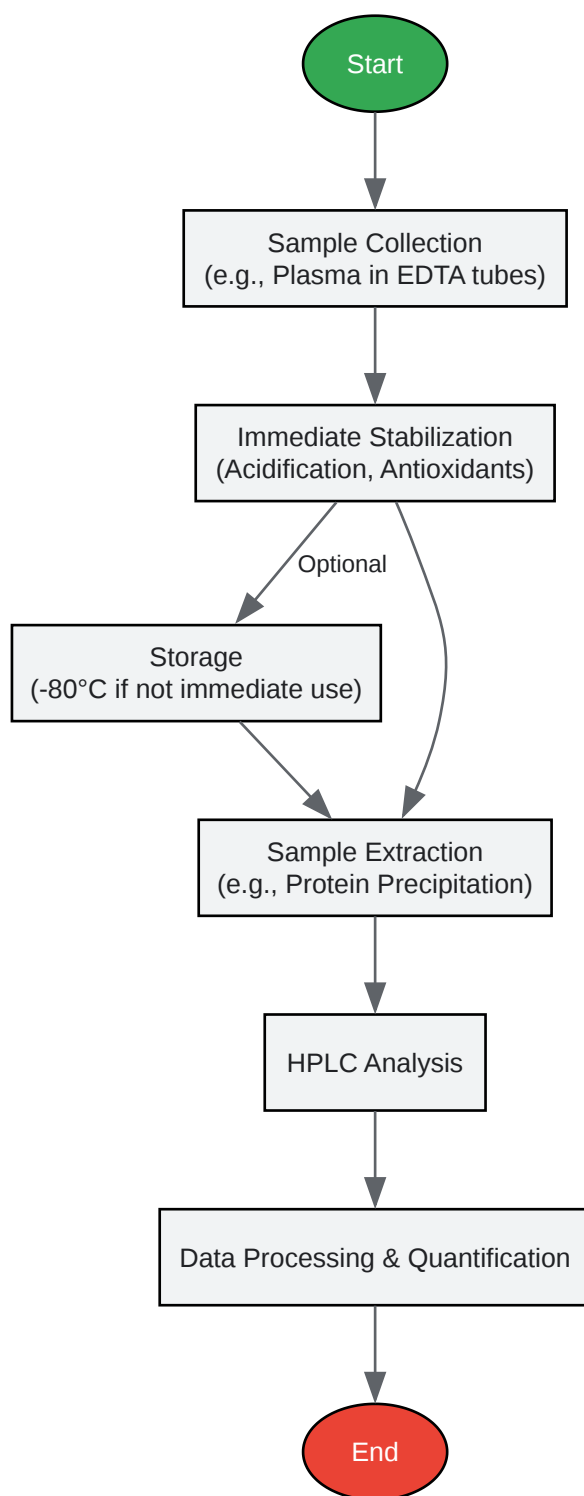 Start
Sample Collection
(e.g., Plasma in EDTA tubes)
Immediate Stabilization
(Acidification, Antioxidants)
Optional
Storage
(-80°C if not immediate use)
Sample Extraction
(e.g., Protein Precipitation)
HPLC Analysis
Data Processing & Quantification
End